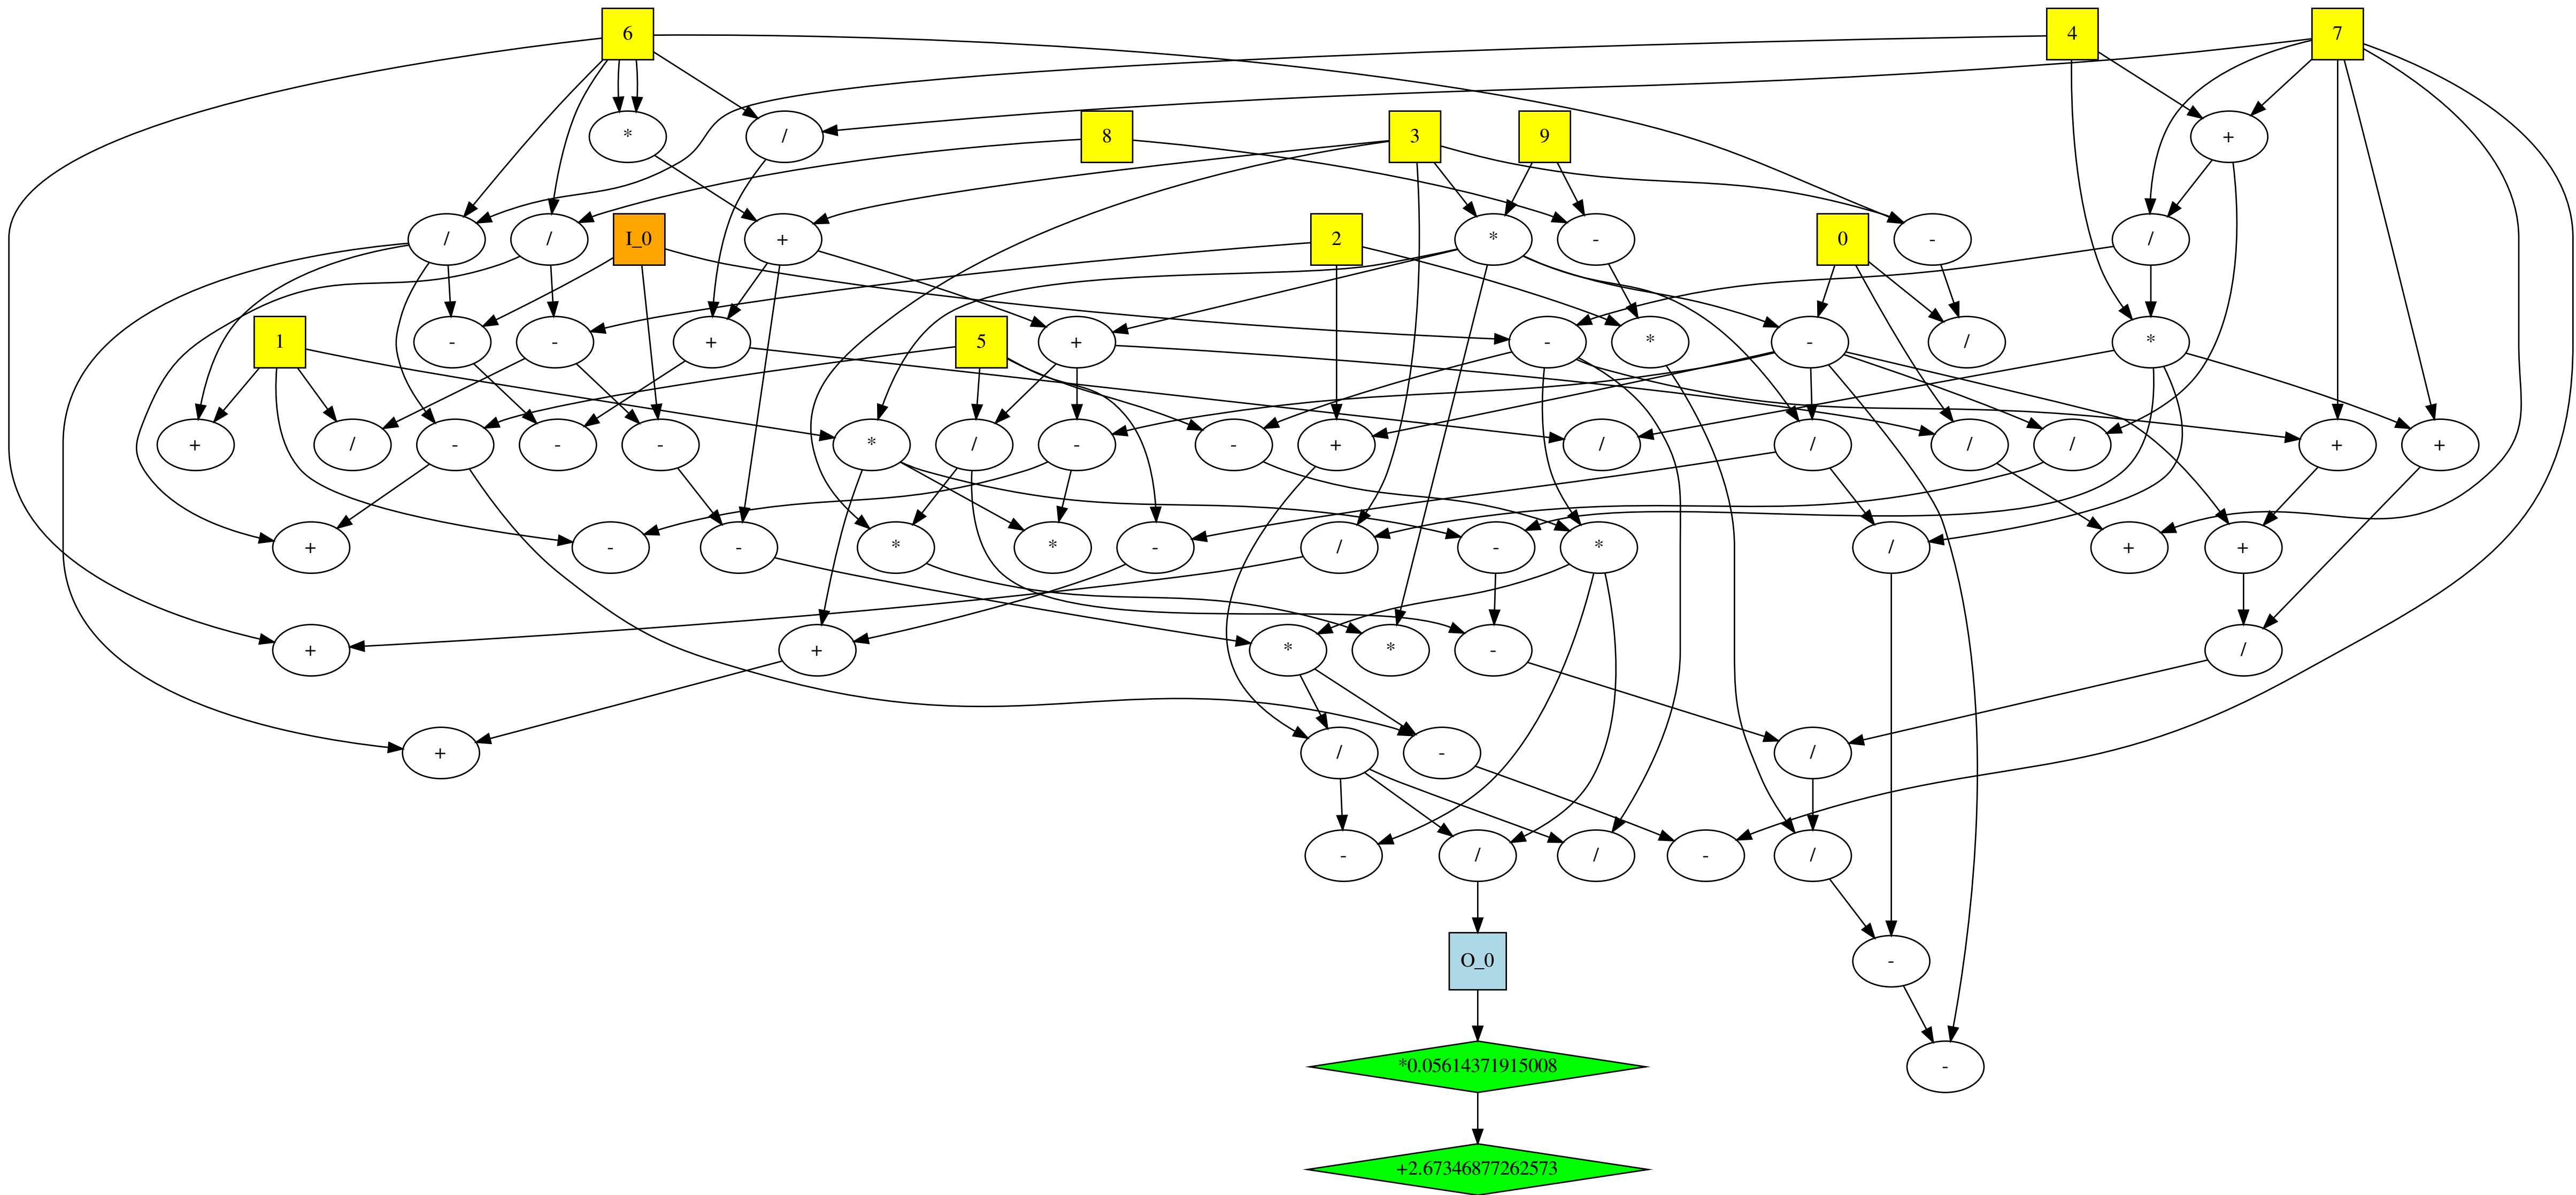 6 4 7
* / 8 3 9 +
/ / I_0 + 2 * - 0 - /
1 - - + 5 + - * - / *
+ / - - - * / - - + / / / / + +
+ - - * * - / - * / + +
+ + * * - /
+ / - /
- / / - /
O_0 -
*0.05614371915008 -
+2.67346877262573